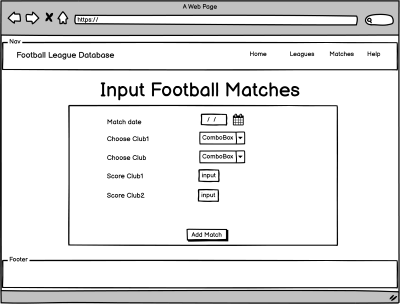 A Web Page
https://
Nav
Football League Database
Home Leagues Matches Help
Input Football Matches
Match date / /
Choose Club1 ComboBox
Choose Club ComboBox
Score Club1 input
Score Club2 input
Add Match
Footer